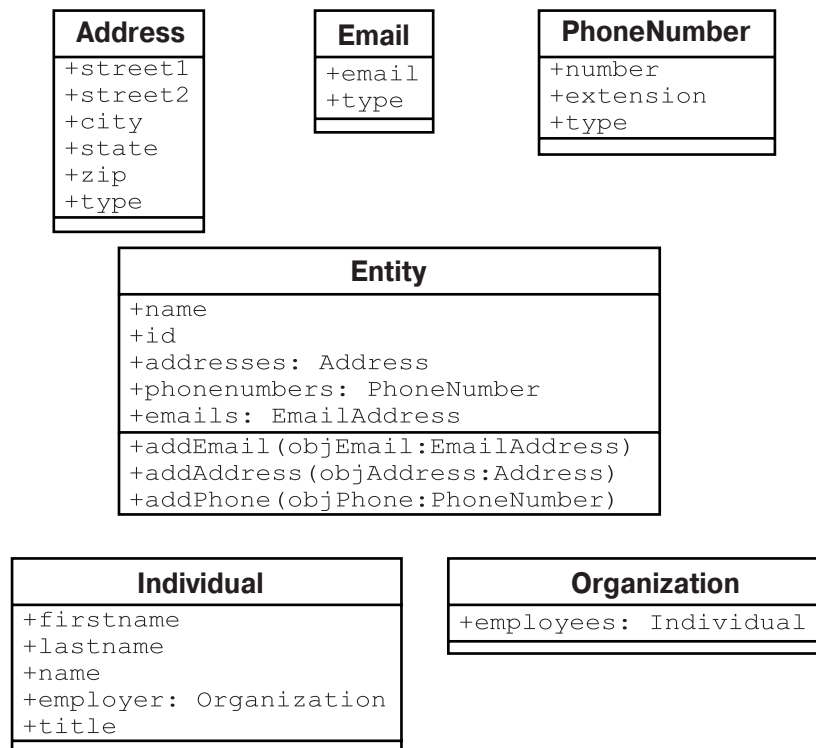 Address
+street1
+street2
+city
+state
+zip
+type
Email
+email
+type
PhoneNumber
+number
+extension
+type
Entity
+name
+id
+addresses: Address
+phonenumbers: PhoneNumber
+emails: EmailAddress
+addEmail(objEmail:EmailAddress)
+addAddress(objAddress:Address)
+addPhone(objPhone:PhoneNumber)
Individual
+firstname
+lastname
+name
+employer: Organization
+title
Organization
+employees: Individual